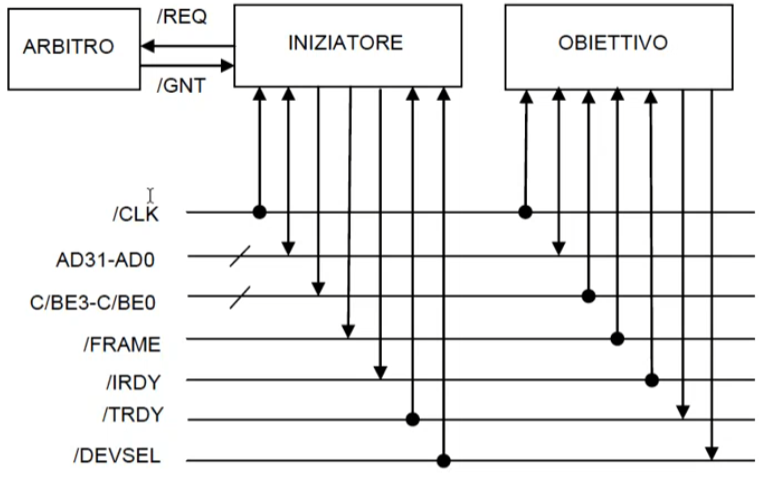 /REQ
ARBITRO
INIZIATORE
OBIETTIVO
/GNT
/CLK
AD31-AD0
C/BE3-C/BE0
/FRAME
/IRDY
/TRDY
/DEVSEL